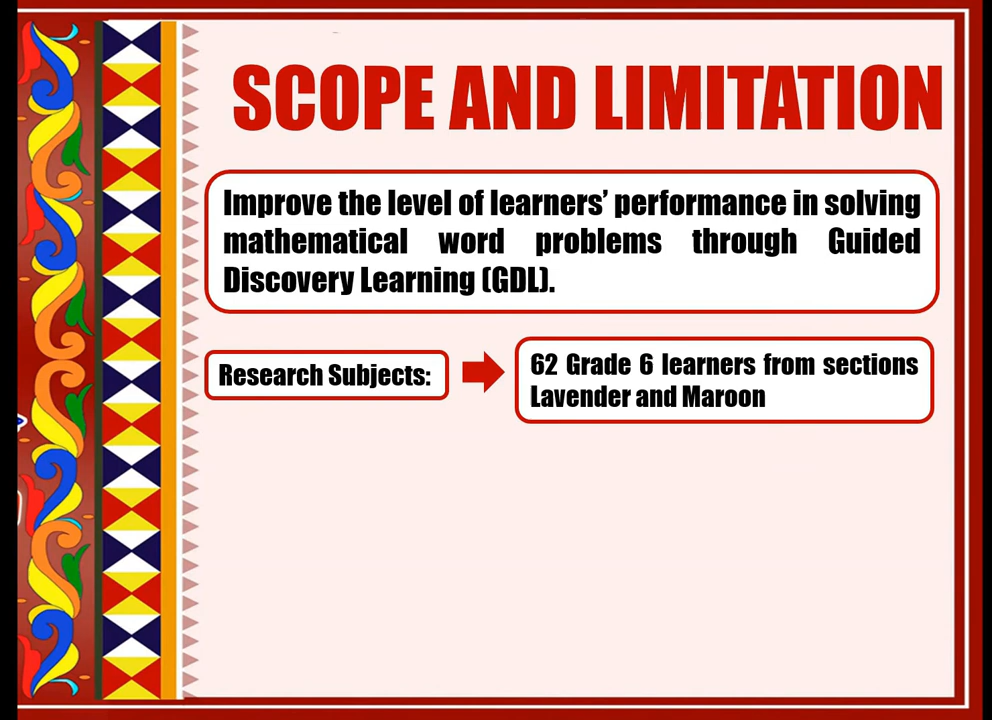 SCOPE AND LIMITATION
Improve the level of learners’ performance in solving
mathematical word problems through Guided
Discovery Learning (GDL).
Research Subjects:
62 Grade 6 learners from sections
Lavender and Maroon